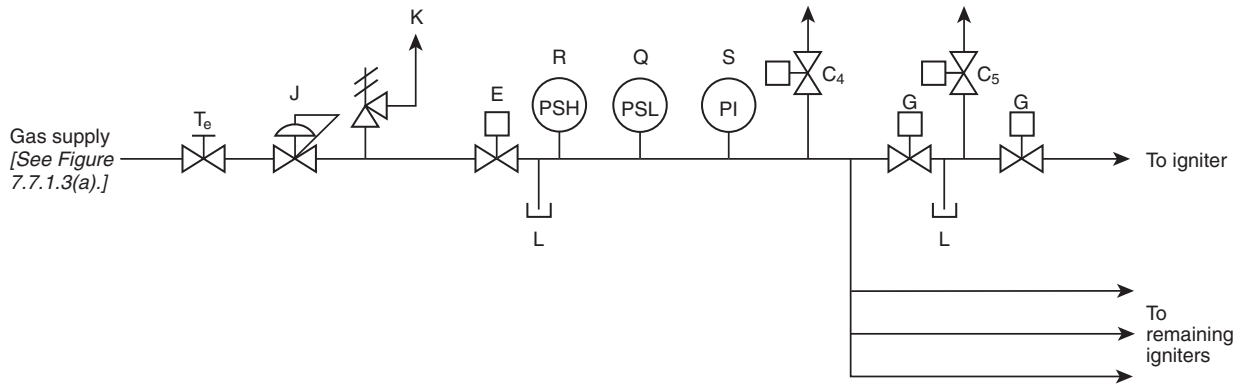 K
R
Q
S
C4
C5
J
E
G
G
Te
PSH
PSL
PI
Gas supply
[See Figure
7.7.1.3(a).]
To igniter
L
L
To
remaining
igniters